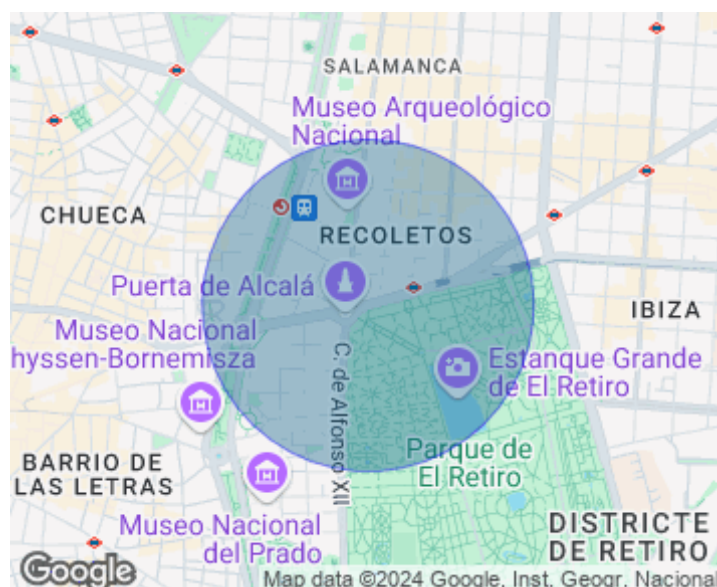 SALAMANCA
Museo Arqueológico
Nacional
CHUECA
RECOLETOS
Puerta de Alcalá
IBIZA
Museo Nacional
hyssen-Bornemisza
Estanque Grande
de El Retiro
C. de Alfonso XII
Parque de
El Retiro
BARRIO DE
LAS LETRAS
Museo Nacional
del Prado
DISTRICTE
DE RETIRO
Google
Map data ©2024 Google, Inst. Geogr. Nacional